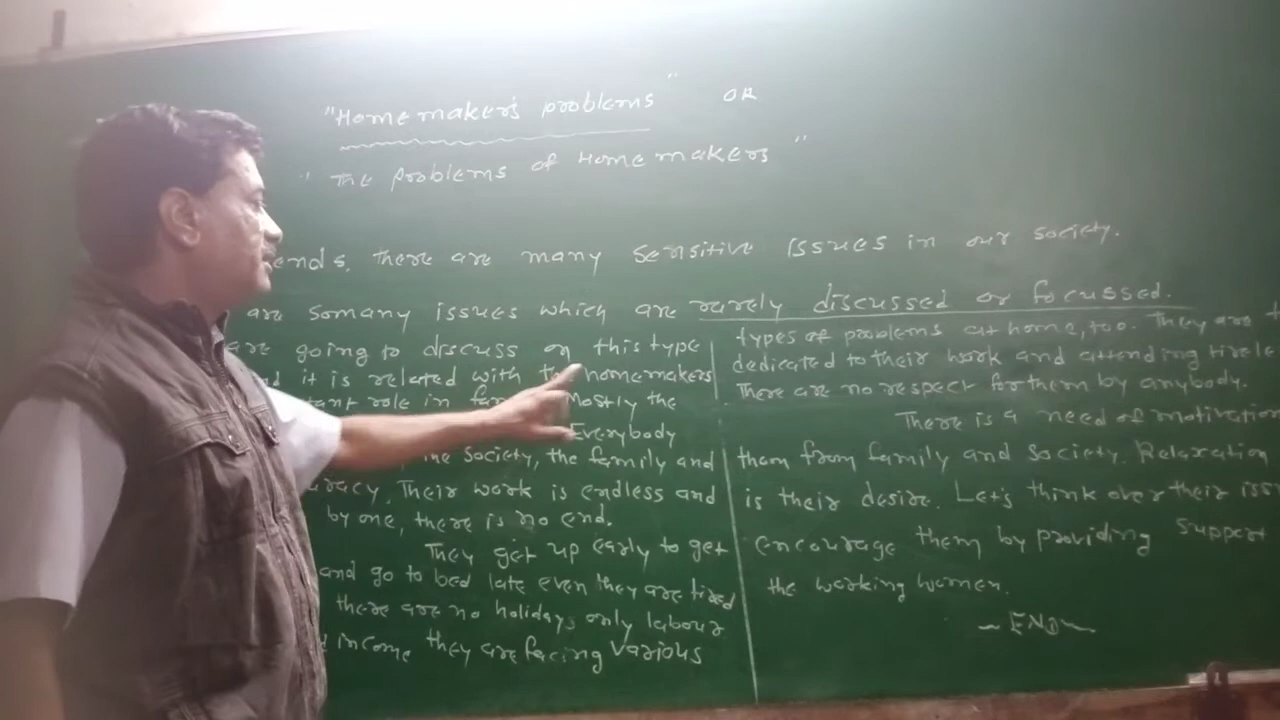 "Homemaker's problems" OR
"The problems of Homemakers"
ends, there are many sensitive issues in our society.
are somany issues which are rarely discussed or focussed.
are going to discuss on this type
it is related with the homemakers
tant role in Mostly the
Everybody
the society, the family and
racy. Their work is endless and
by one, there is no end.
They get up early to get
and go to bed late even they are tired
there are no holidays only labour
income they are facing various
types of problems at home, too. They are
dedicated to their work and attending
There are no respect for them by anybody.
There is a need of motivation
them from family and society. Relaxation
is their desire. Let's think over their
encourage them by providing support
the working women.
~ END ~